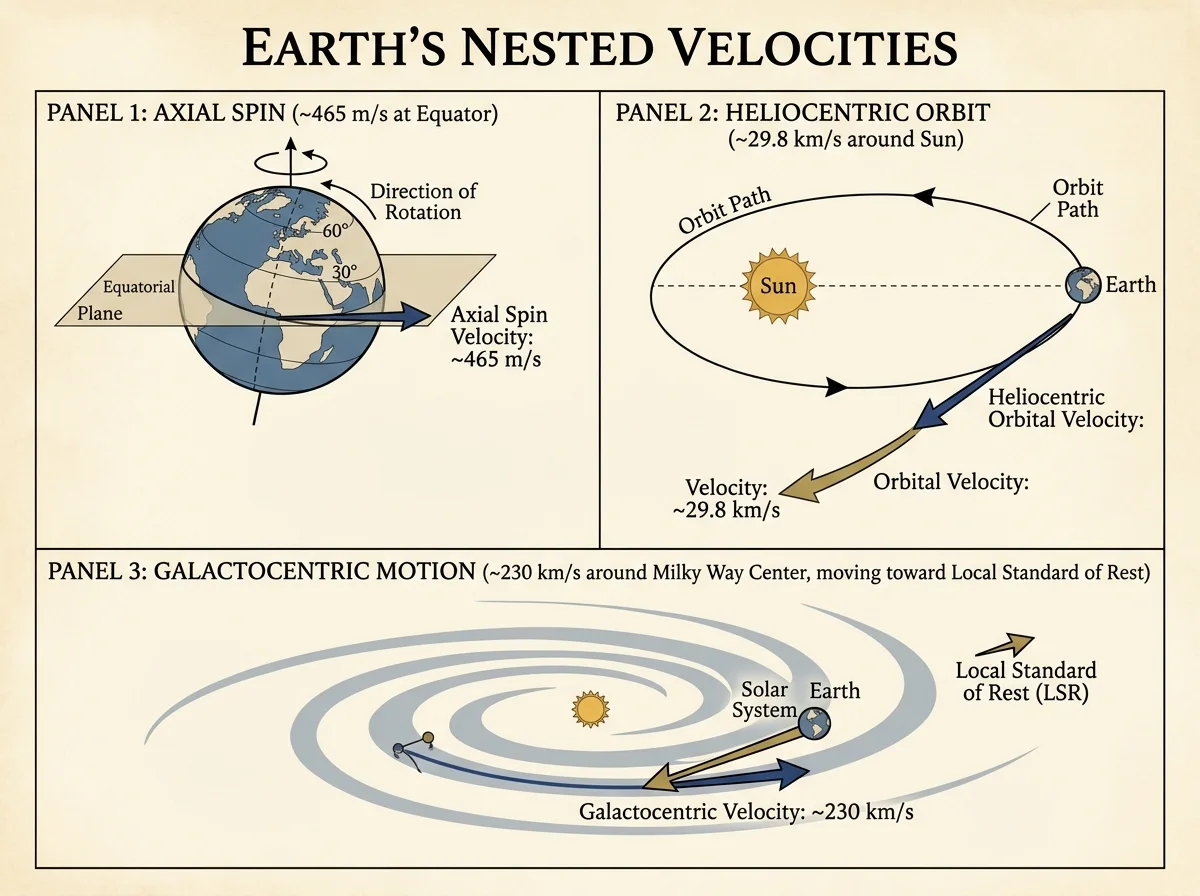 EARTH'S NESTED VELOCITIES
PANEL 1: AXIAL SPIN (~465 m/s at Equator)
Direction of
Rotation
60°
30°
Equatorial
Plane
Axial Spin
Velocity:
~465 m/s
PANEL 2: HELIOCENTRIC ORBIT
(~29.8 km/s around Sun)
Orbit Path
Orbit
Path
Sun
Earth
Heliocentric
Orbital Velocity:
Orbital Velocity:
Velocity:
~29.8 km/s
PANEL 3: GALACTOCENTRIC MOTION (~230 km/s around Milky Way Center, moving toward Local Standard of Rest)
Local Standard
of Rest (LSR)
Solar
System
Earth
Galactocentric Velocity: ~230 km/s